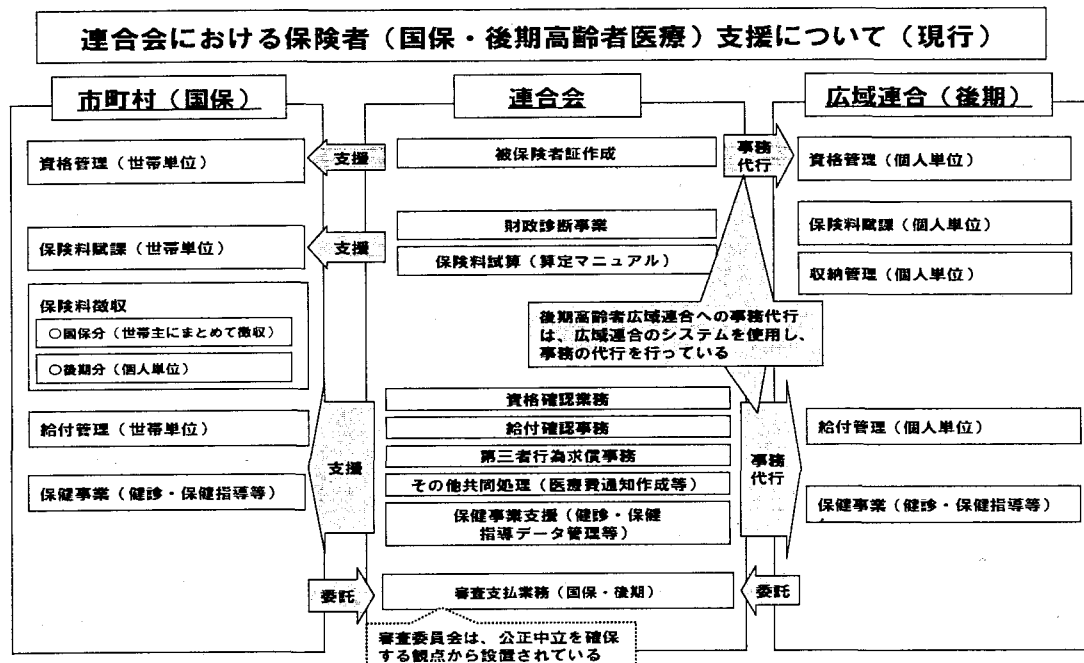 連合会における保険者（国保・後期高齢者医療）支援について（現行）
市町村（国保）
資格管理（世帯単位）
保険料賦課（世帯単位）
保険料徴収
○国保分（世帯主にまとめて徴収）
○後期分（個人単位）
給付管理（世帯単位）
保健事業（健診・保健指導等）
支援
支援
支援
委託
連合会
被保険者証作成
財政診断事業
保険料試算（算定マニュアル）
後期高齢者広域連合への事務代行
は、広域連合のシステムを使用し、
事務の代行を行っている
資格確認業務
給付確認事務
第三者行為求償事務
その他共同処理（医療費通知作成等）
保健事業支援（健診・保健
指導データ管理等）
審査支払業務（国保・後期）
審査委員会は、公正中立を確保
する観点から設置されている
事務
代行
事務
代行
委託
広域連合（後期）
資格管理（個人単位）
保険料賦課（個人単位）
収納管理（個人単位）
給付管理（個人単位）
保健事業（健診・保健指導等）